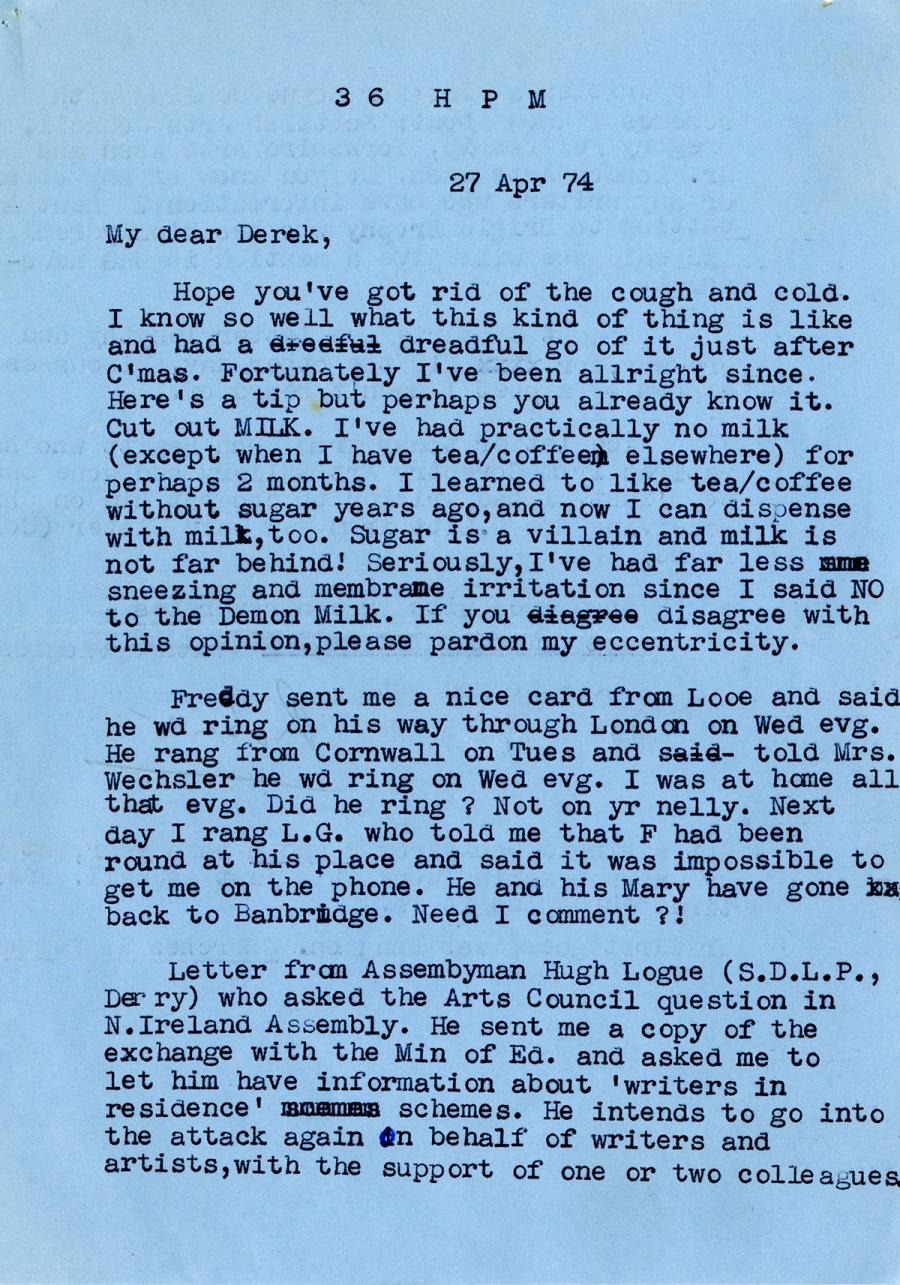 36 HPM
27 Apr 74
My dear Derek,
Hope you've got rid of the cough and cold.
I know so well what this kind of thing is like
and had a dredful dreadful go of it just after
C'mas. Fortunately I've been allright since.
Here's a tip but perhaps you already know it.
Cut out MILK. I've had practically no milk
(except when I have tea/coffee elsewhere) for
perhaps 2 months. I learned to like tea/coffee
without sugar years ago,and now I can dispense
with milk,too. Sugar is a villain and milk is
not far behind! Seriously,I've had far less
sneezing and membrane irritation since I said NO
to the Demon Milk. If you diagree disagree with
this opinion,please pardon my eccentricity.
Freddy sent me a nice card from Looe and said
he wd ring on his way through London on Wed evg.
He rang from Cornwall on Tues and said- told Mrs.
Wechsler he wd ring on Wed evg. I was at home all
that evg. Did he ring ? Not on yr nelly. Next
day I rang L.G. who told me that F had been
round at his place and said it was impossible to
get me on the phone. He and his Mary have gone
back to Banbridge. Need I comment ?!
Letter from Assembyman Hugh Logue (S.D.L.P.,
Derry) who asked the Arts Council question in
N.Ireland Assembly. He sent me a copy of the
exchange with the Min of Ed. and asked me to
let him have information about 'writers in
residence' schemes. He intends to go into
the attack again on behalf of writers and
artists,with the support of one or two colleagues